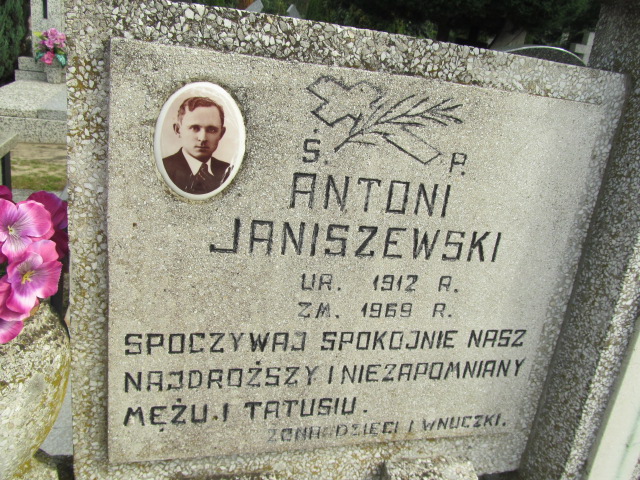 Ś. P.
ANTONI
JANISZEWSKI
UR. 1912 R.
ZM. 1969 R.
SPOCZYWAJ SPOKOJNIE NASZ
NAJDROŻSZY I NIEZAPOMNIANY
MĘŻU I TATUSIU.
ŻONA DZIECI I WNUCZKI.